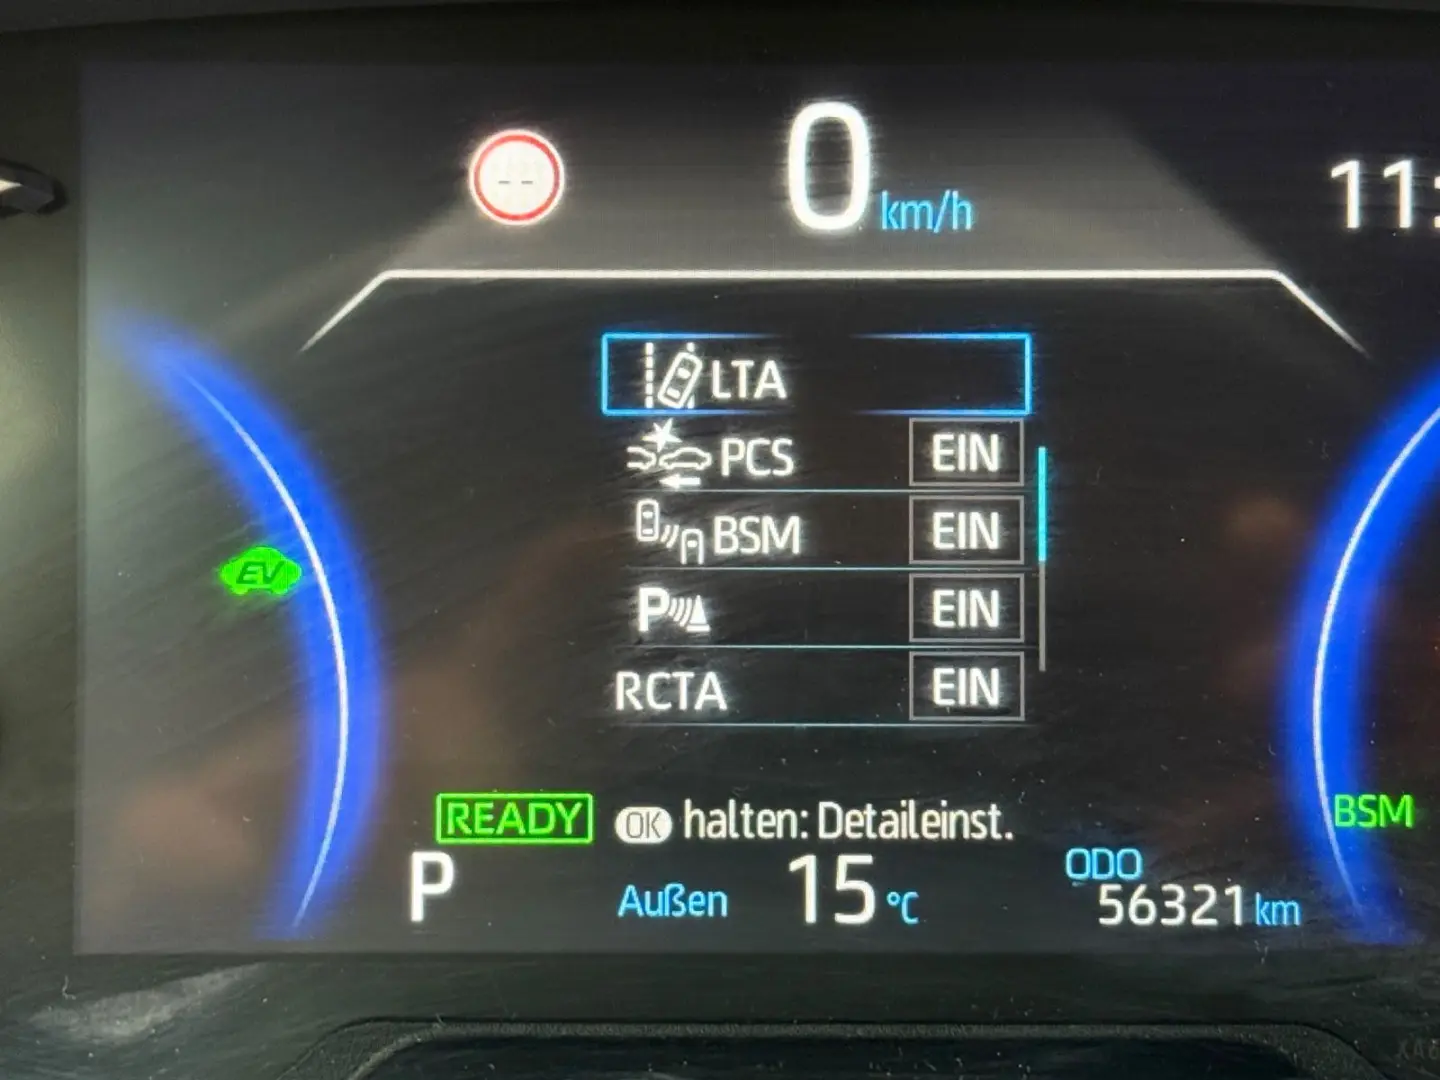 0 km/h
11:
LTA
PCS EIN
BSM EIN
EV
P EIN
RCTA EIN
READY OK halten: Detaileinst.
BSM
P Außen 15 °C ODO
56321 km